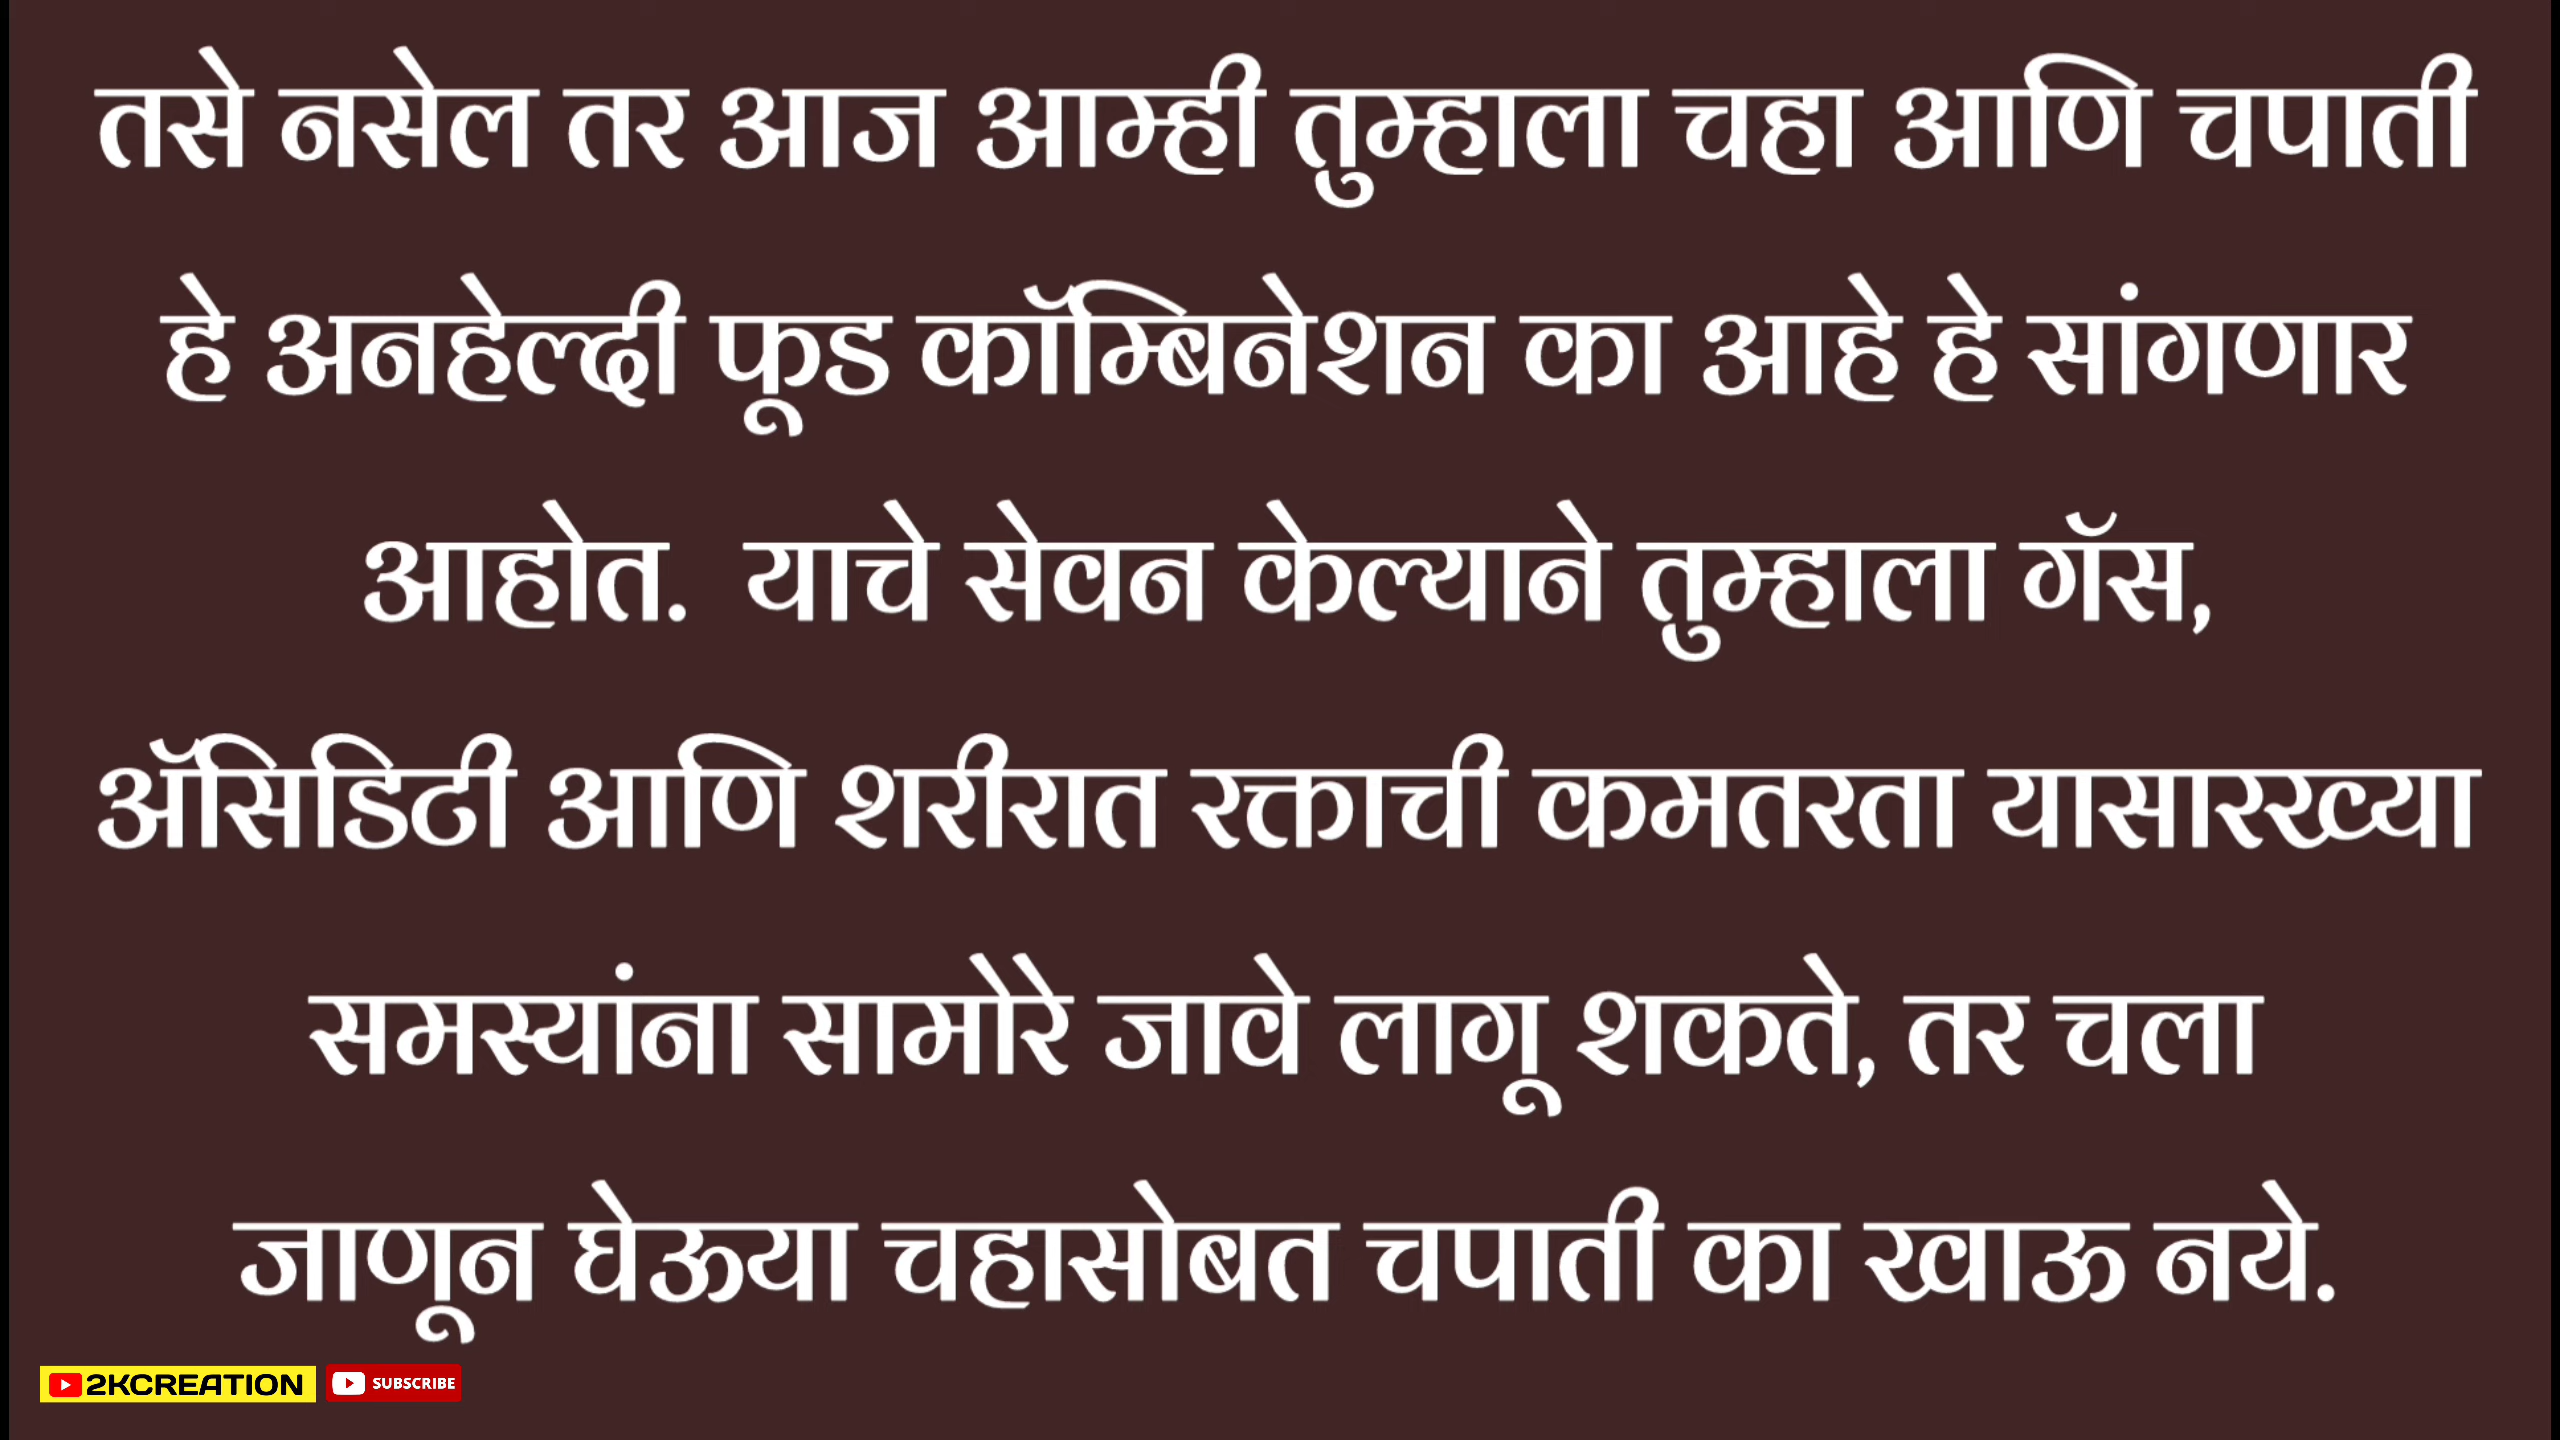 तसे नसेल तर आज आम्ही तुम्हाला चहा आणि चपाती
हे अनहेल्दी फूड कॉम्बिनेशन का आहे हे सांगणार
आहोत. याचे सेवन केल्याने तुम्हाला गॅस,
ॲसिडिटी आणि शरीरात रक्ताची कमतरता यासारख्या
समस्यांना सामोरे जावे लागू शकते, तर चला
जाणून घेऊया चहासोबत चपाती का खाऊ नये.
2KCREATION SUBSCRIBE